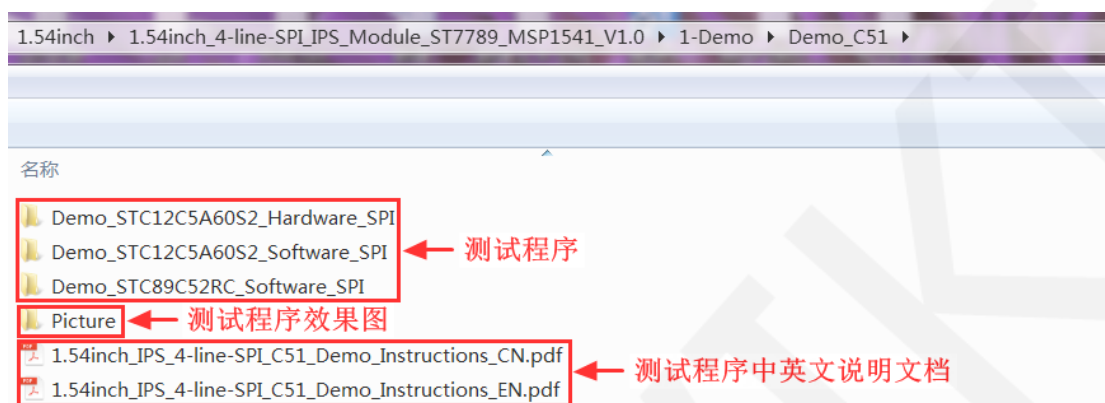 1.54inch ▸ 1.54inch_4-line-SPI_IPS_Module_ST7789_MSP1541_V1.0 ▸ 1-Demo ▸ Demo_C51 ▸
名称
Demo_STC12C5A60S2_Hardware_SPI
Demo_STC12C5A60S2_Software_SPI 测试程序
Demo_STC89C52RC_Software_SPI
Picture 测试程序效果图
1.54inch_IPS_4-line-SPI_C51_Demo_Instructions_CN.pdf
测试程序中英文说明文档
1.54inch_IPS_4-line-SPI_C51_Demo_Instructions_EN.pdf